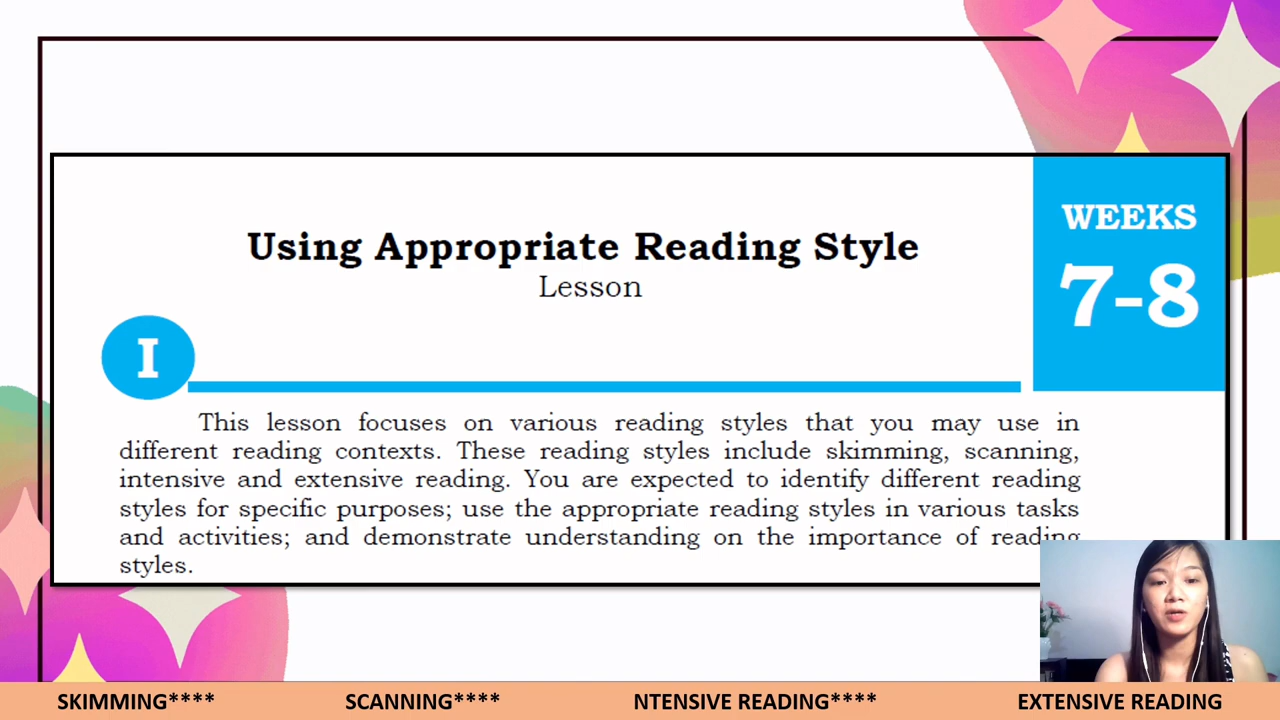 WEEKS
7-8
Using Appropriate Reading Style
Lesson
I
This lesson focuses on various reading styles that you may use in
different reading contexts. These reading styles include skimming, scanning,
intensive and extensive reading. You are expected to identify different reading
styles for specific purposes; use the appropriate reading styles in various tasks
and activities; and demonstrate understanding on the importance of reading
styles.
SKIMMING**** SCANNING**** NTENSIVE READING**** EXTENSIVE READING